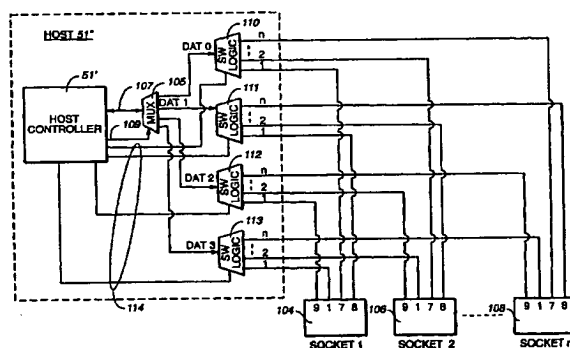 HOST 51"
51'
HOST CONTROLLER
107
109
105
MUX
114
DAT 0
DAT 1
DAT 2
DAT 3
110
SW LOGIC
n
2
1
111
SW LOGIC
n
2
1
112
SW LOGIC
n
2
1
113
SW LOGIC
n
2
1
104
9 1 7 8
SOCKET 1
106
9 1 7 8
SOCKET 2
108
9 1 7 8
SOCKET n